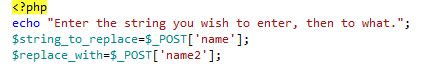 <?php
echo "Enter the string you wish to enter, then to what.";
$string_to_replace=$_POST['name'];
$replace_with=$_POST['name2'];